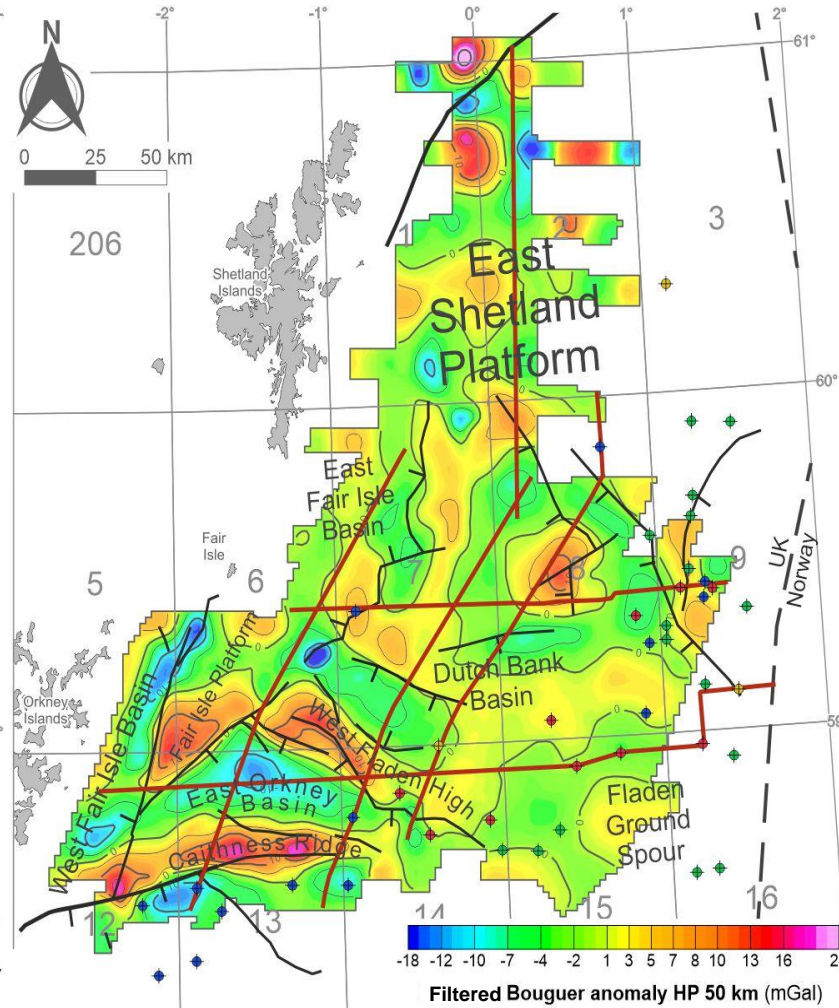 -1°
0°
1°
2°
N
61°
0 25 50 km
206
1
2
3
Shetland
Islands
East
Shetland
Platform
60°
East
Fair Isle
Basin
Fair
Isle
5
6
7
8
9
UK
Norway
Orkney
Islands
West Fair Isle Basin
Fair Isle Platform
Dutch Bank
Basin
West Fladen High
59
East Orkney
Basin
Caithness Ridge
Fladen
Ground
Spour
12
13
14
15
16
-18 -12 -10 -7 -4 -2 1 3 5 7 8 10 13 16 2
Filtered Bouguer anomaly HP 50 km (mGal)